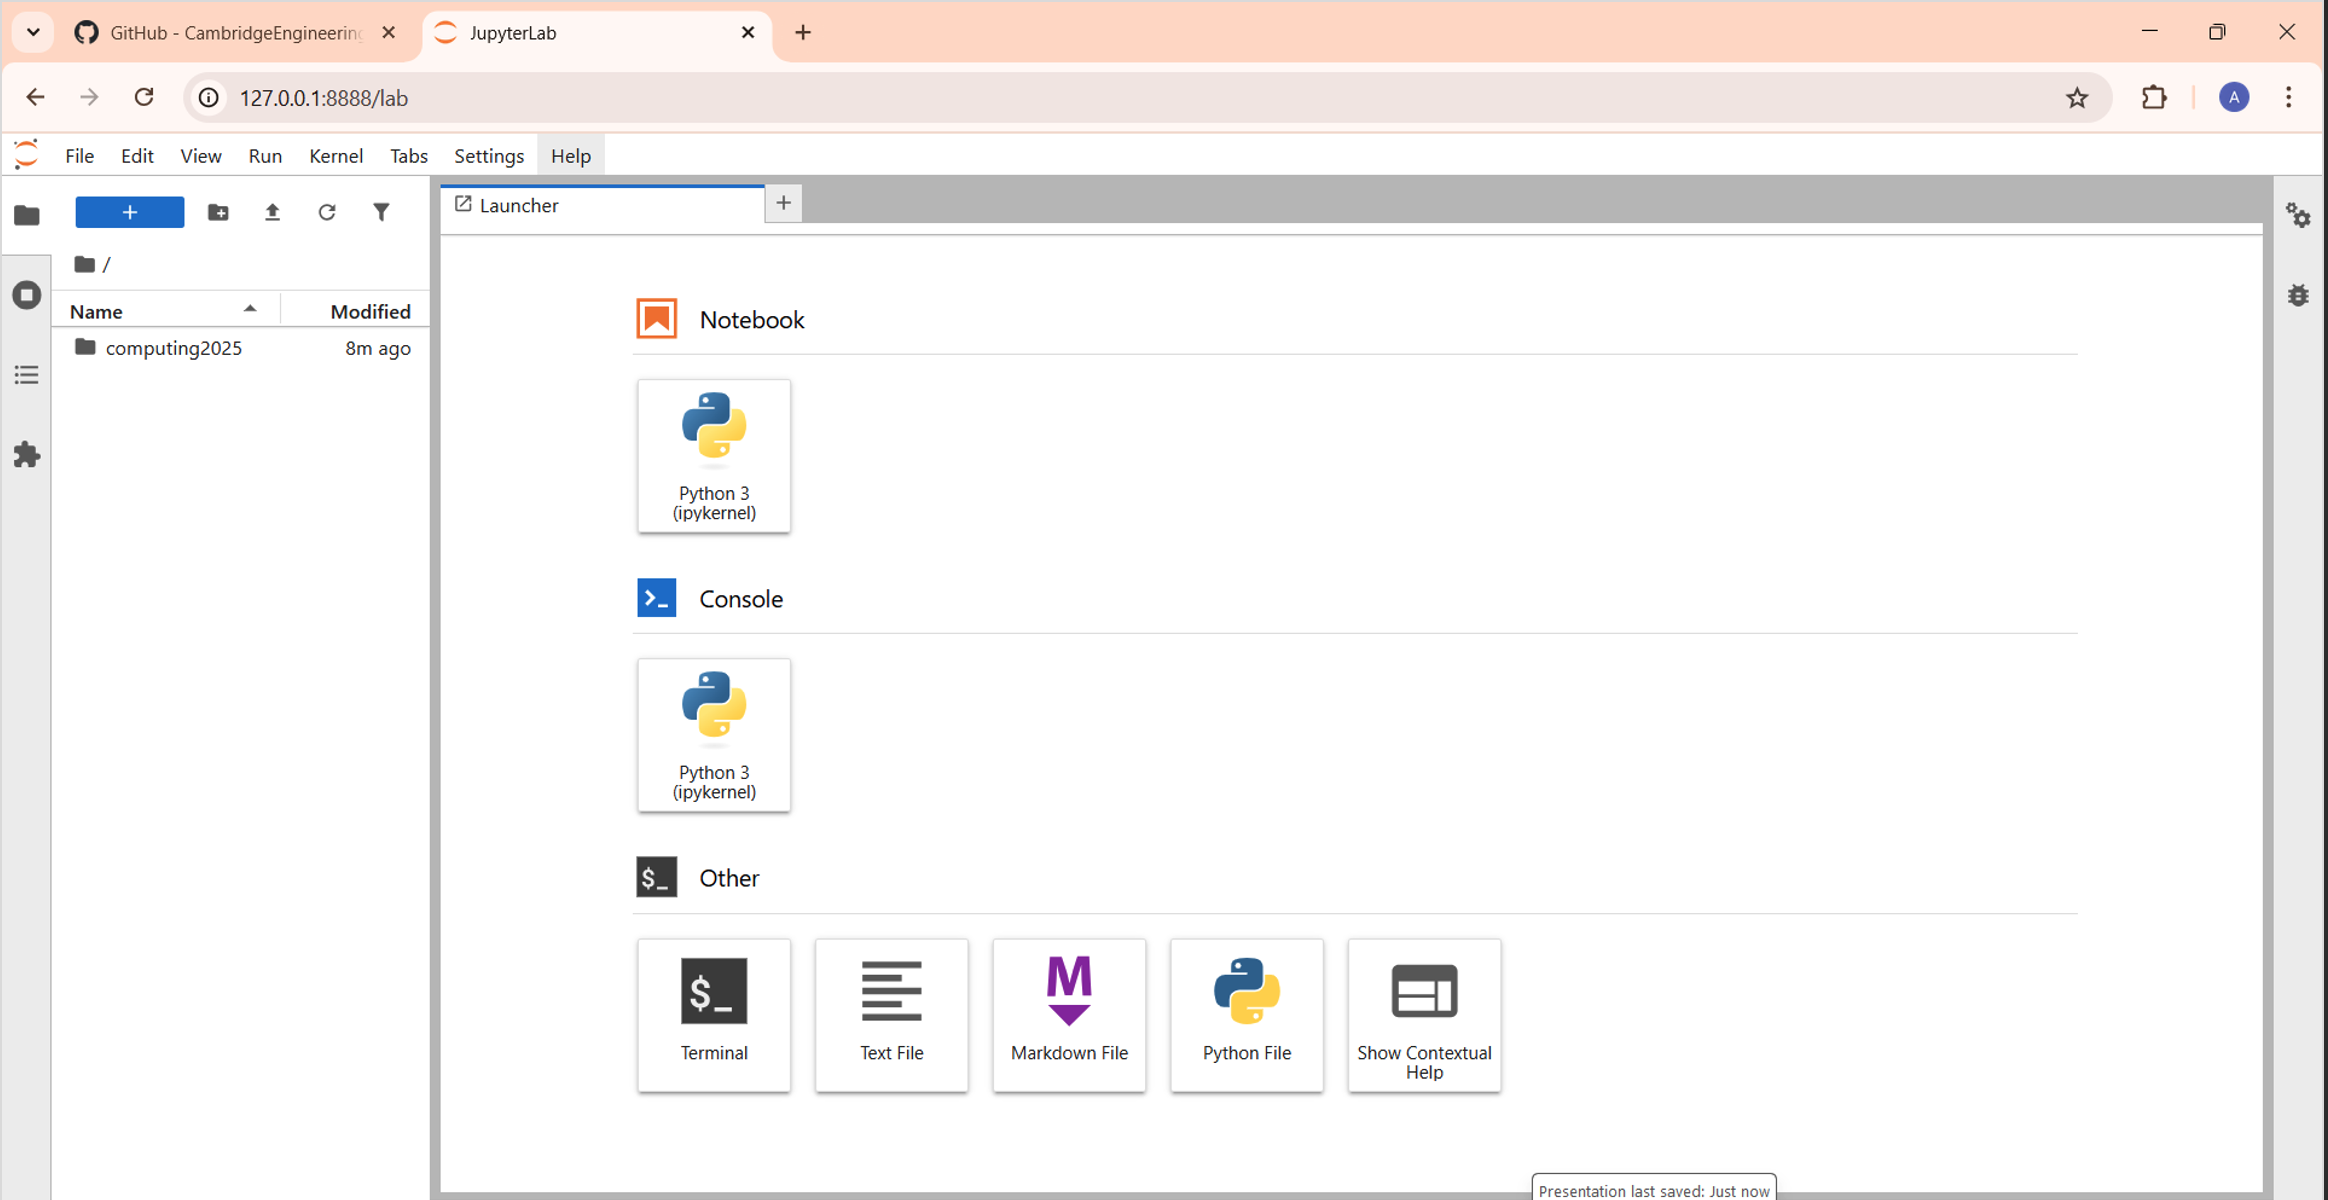 GitHub - CambridgeEngineering
JupyterLab
127.0.0.1:8888/lab
A
File Edit View Run Kernel Tabs Settings Help
Launcher
/
Name Modified
computing2025 8m ago
Notebook
Python 3
(ipykernel)
Console
Python 3
(ipykernel)
$_ Other
$_
M
Terminal
Text File
Markdown File
Python File
Show Contextual
Help
Presentation last saved: Just now